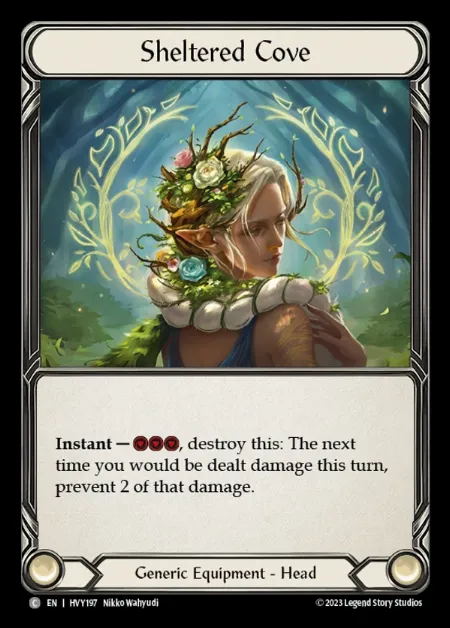 Sheltered Cove
Instant — , destroy this: The next
time you would be dealt damage this turn,
prevent 2 of that damage.
Generic Equipment - Head
C EN | HVY197 Nikko Wahyudi © 2023 Legend Story Studios